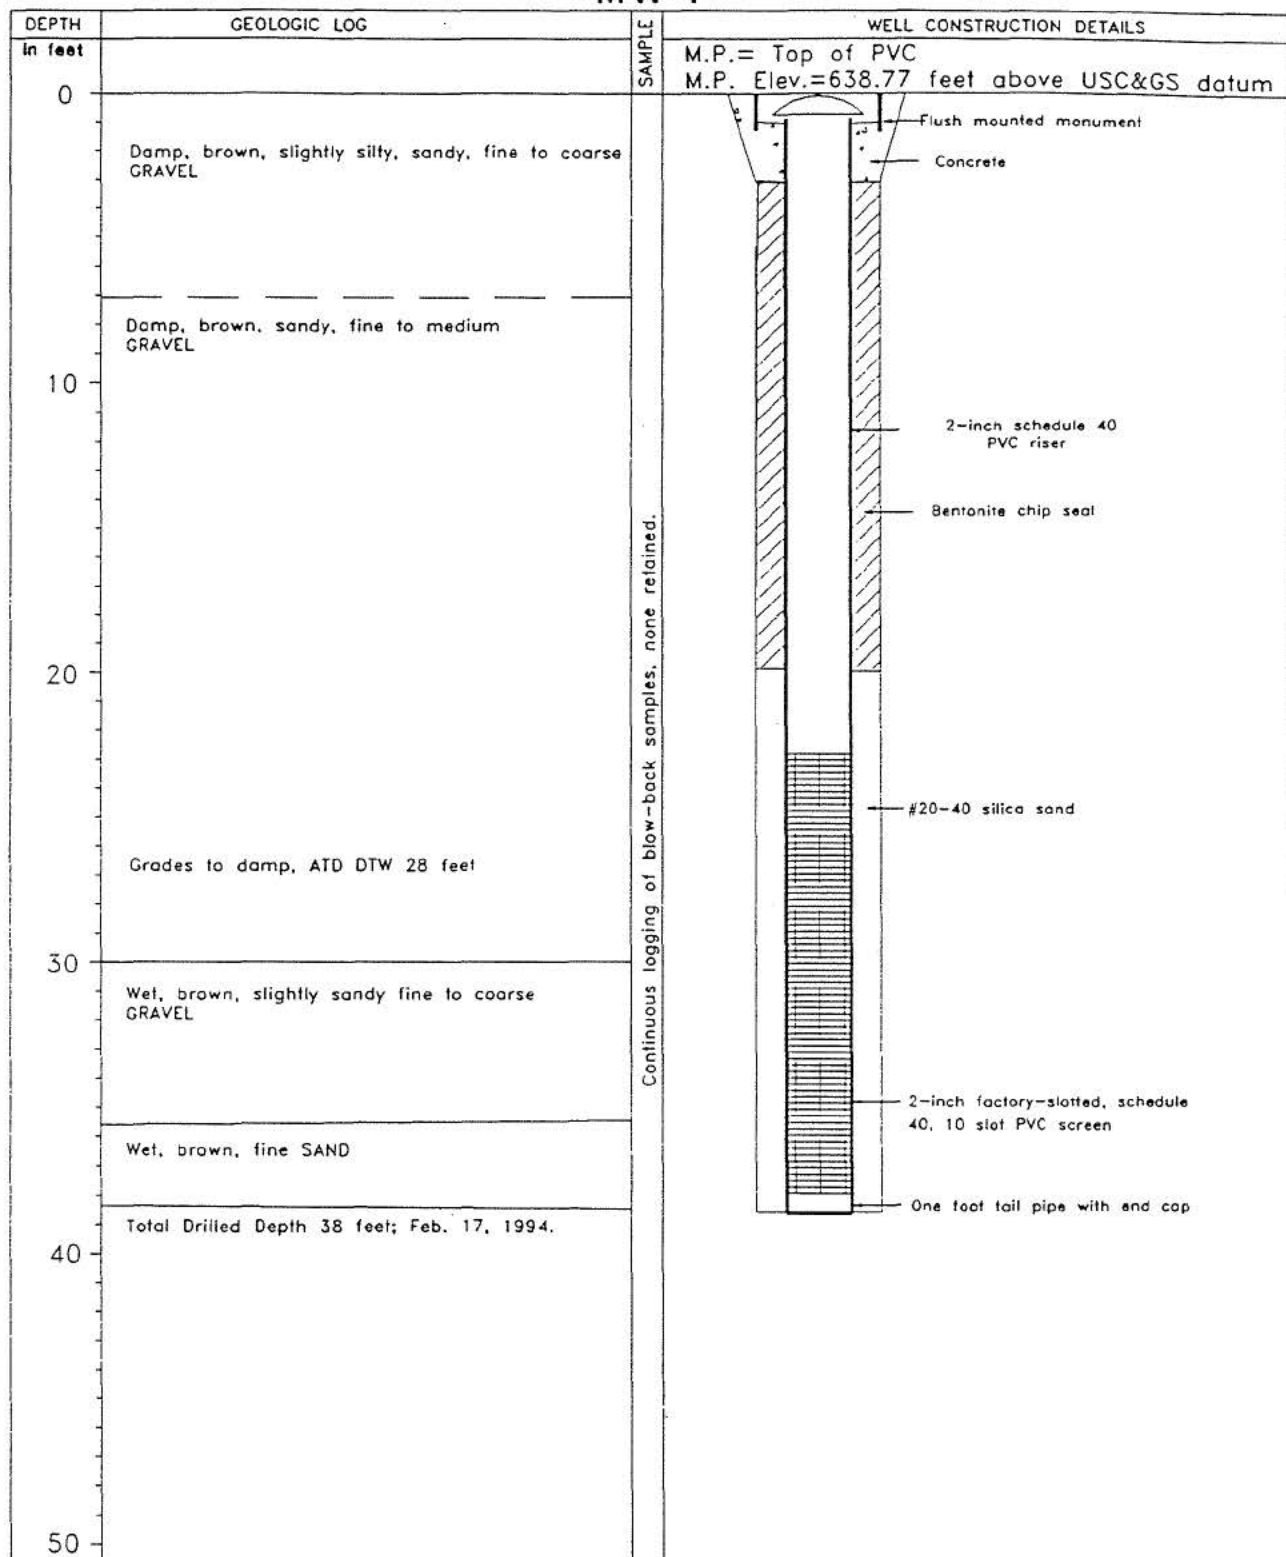 DEPTH
GEOLOGIC LOG
SAMPLE
WELL CONSTRUCTION DETAILS
In feet
M.P.= Top of PVC
M.P. Elev.=638.77 feet above USC&GS datum
0
Flush mounted monument
Damp, brown, slightly silty, sandy, fine to coarse
GRAVEL
Concrete
Damp, brown, sandy, fine to medium
GRAVEL
10
2-inch schedule 40
PVC riser
Bentonite chip seal
Continuous logging of blow-back samples, none retained.
20
#20-40 silica sand
Grades to damp, ATD DTW 28 feet
30
Wet, brown, slightly sandy fine to coarse
GRAVEL
2-inch factory-slotted, schedule
40, 10 slot PVC screen
Wet, brown, fine SAND
One foot tail pipe with end cap
Total Drilled Depth 38 feet; Feb. 17, 1994.
40
50